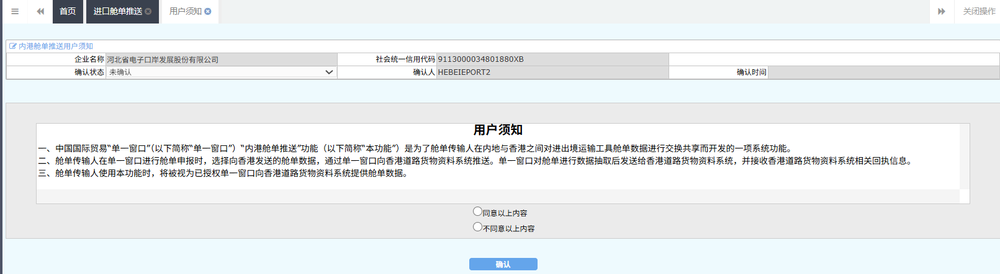 首页 进口舱单推送 用户须知 关闭操作
内港舱单推送用户须知
企业名称 河北省电子口岸发展股份有限公司 社会统一信用代码 9113000034801880XB
确认状态 未确认 确认人 HEBEIEPORT2 确认时间
用户须知
一、中国国际贸易“单一窗口”(以下简称“单一窗口”）“内港舱单推送”功能（以下简称“本功能”）是为了舱单传输人在内地与香港之间对进出境运输工具舱单数据进行交换共享而开发的一项系统功能。
二、舱单传输人在单一窗口进行舱单申报时，选择向香港发送的舱单数据，通过单一窗口向香港道路货物资料系统推送。单一窗口对舱单进行数据抽取后发送给香港道路货物资料系统，并接收香港道路货物资料系统相关回执信息。
三、舱单传输人使用本功能时，将被视为已授权单一窗口向香港道路货物资料系统提供舱单数据。
同意以上内容
不同意以上内容
确认